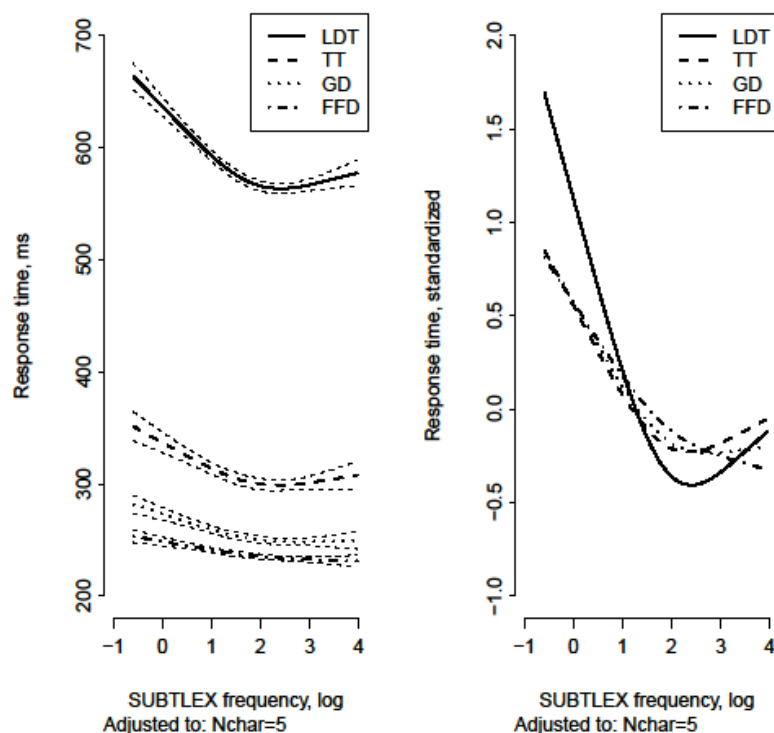 Response time, ms
700
600
500
400
300
200
LDT
TT
GD
FFD
−1 0 1 2 3 4
SUBTLEX frequency, log
Adjusted to: Nchar=5
Response time, standardized
2.0
1.5
1.0
0.5
0.0
−0.5
−1.0
LDT
TT
GD
FFD
−1 0 1 2 3 4
SUBTLEX frequency, log
Adjusted to: Nchar=5